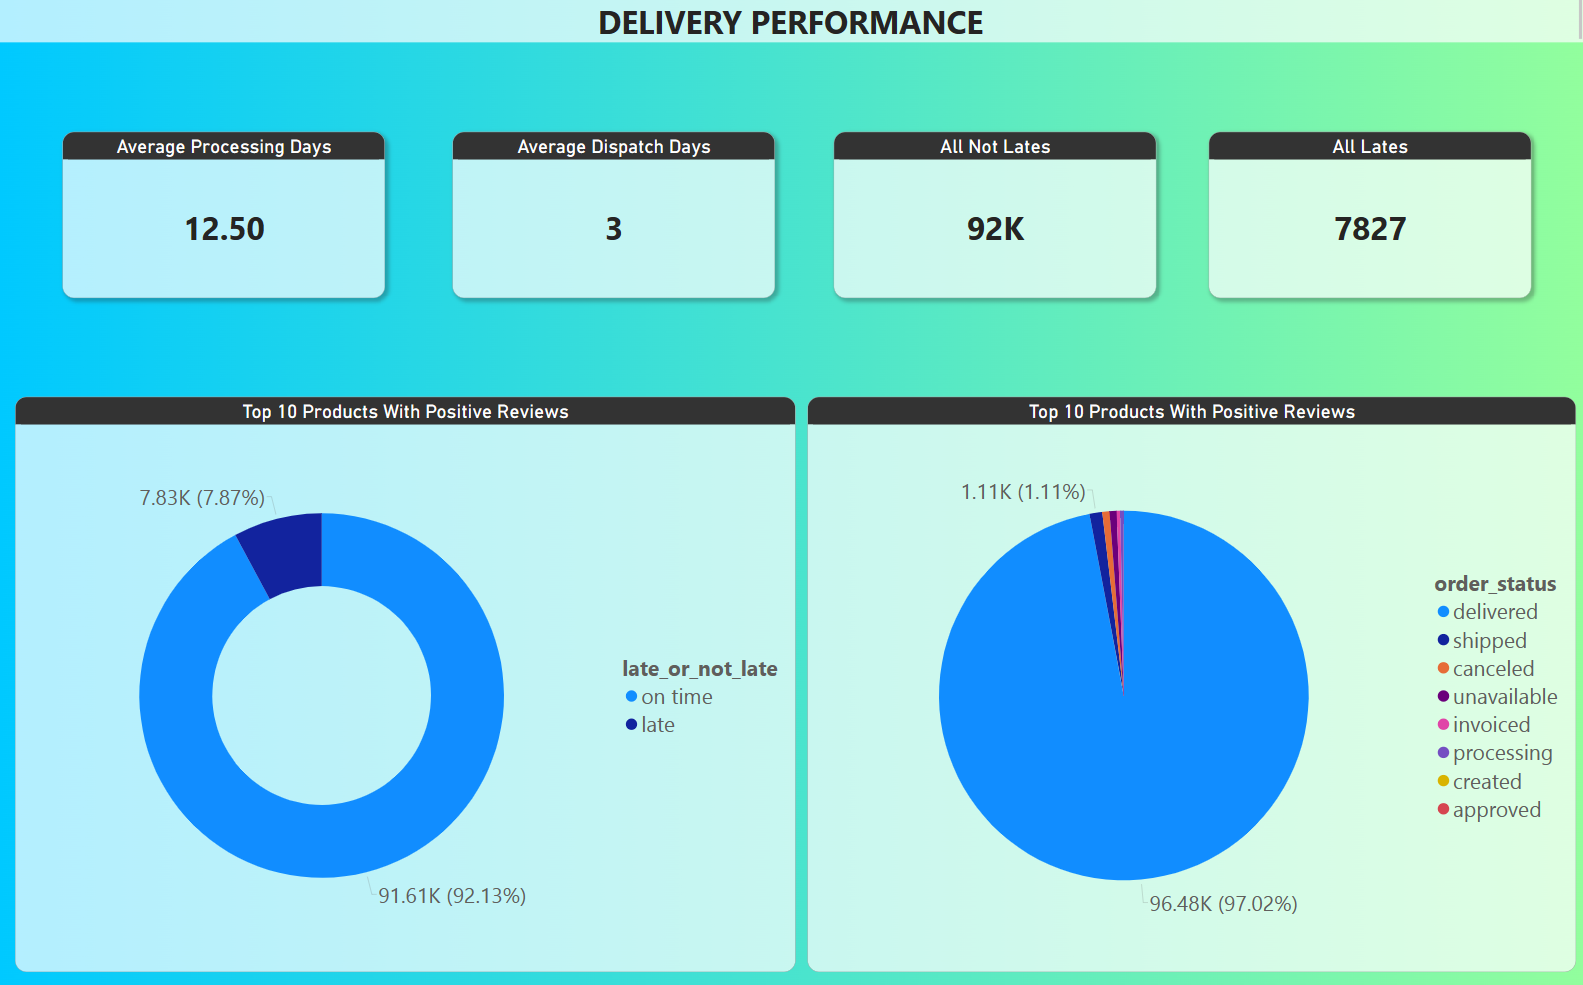 DELIVERY PERFORMANCE
Average Processing Days
12.50
Average Dispatch Days
3
All Not Lates
92K
All Lates
7827
Top 10 Products With Positive Reviews
7.83K (7.87%)
91.61K (92.13%)
late_or_not_late
on time
late
Top 10 Products With Positive Reviews
1.11K (1.11%)
96.48K (97.02%)
order_status
delivered
shipped
canceled
unavailable
invoiced
processing
created
approved